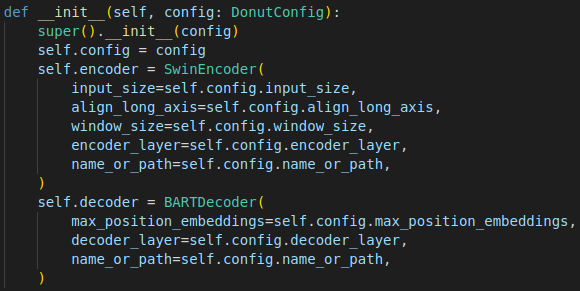 def __init__(self, config: DonutConfig):
    super().__init__(config)
    self.config = config
    self.encoder = SwinEncoder(
        input_size=self.config.input_size,
        align_long_axis=self.config.align_long_axis,
        window_size=self.config.window_size,
        encoder_layer=self.config.encoder_layer,
        name_or_path=self.config.name_or_path,
    )
    self.decoder = BARTDecoder(
        max_position_embeddings=self.config.max_position_embeddings,
        decoder_layer=self.config.decoder_layer,
        name_or_path=self.config.name_or_path,
    )